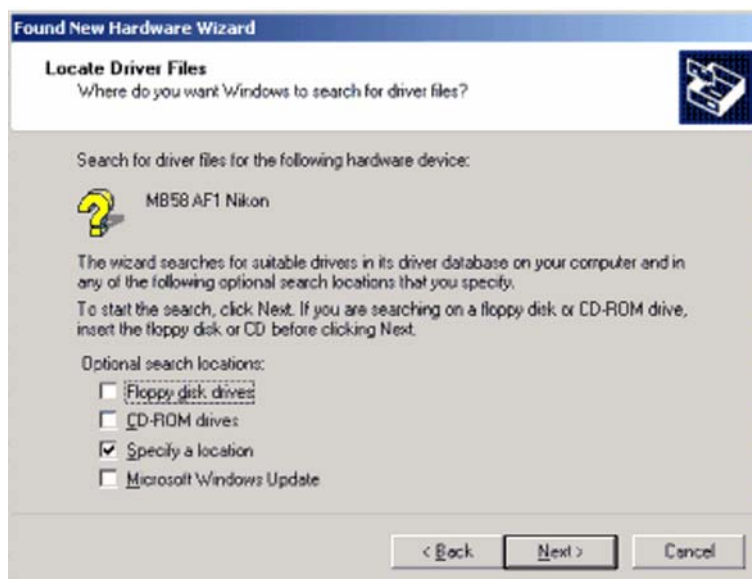 Found New Hardware Wizard
Locate Driver Files
Where do you want Windows to search for driver files?
Search for driver files for the following hardware device:
MB58 AF1 Nikon
The wizard searches for suitable drivers in its driver database on your computer and in
any of the following optional search locations that you specify.
To start the search, click Next. If you are searching on a floppy disk or CD-ROM drive,
insert the floppy disk or CD before clicking Next.
Optional search locations:
Floppy disk drives
CD-ROM drives
Specify a location
Microsoft Windows Update
< Back Next > Cancel